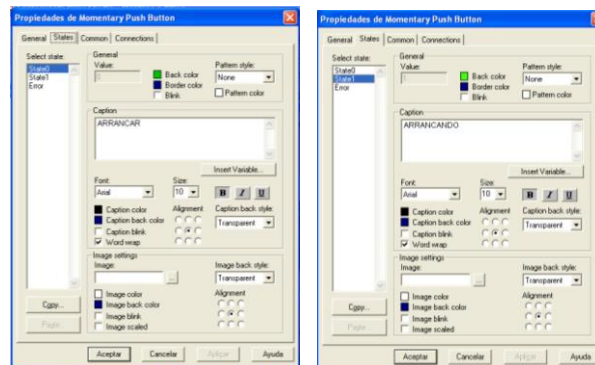 Propiedades de Momentary Push Button
General States Common Connections
Select state:
State0
State1
Error
General
Value:
Back color
Border color
Blink
Pattern style:
None
Pattern color
Caption
ARRANCAR
Insert Variable...
Font:
Arial
Size:
10
B I U
Caption color
Caption back color
Caption blink
Word wrap
Alignment
Caption back style:
Transparent
Image settings
Image:
...
Image back style:
Transparent
Image color
Image back color
Image blink
Image scaled
Alignment
Copy...
Paste...
Aceptar Cancelar Aplicar Ayuda
Propiedades de Momentary Push Button
General States Common Connections
Select state:
State0
State1
Error
General
Value:
Back color
Border color
Blink
Pattern style:
None
Pattern color
Caption
ARRANCANDO
Insert Variable...
Font:
Arial
Size:
10
B I U
Caption color
Caption back color
Caption blink
Word wrap
Alignment
Caption back style:
Transparent
Image settings
Image:
...
Image back style:
Transparent
Image color
Image back color
Image blink
Image scaled
Alignment
Copy...
Paste...
Aceptar Cancelar Aplicar Ayuda